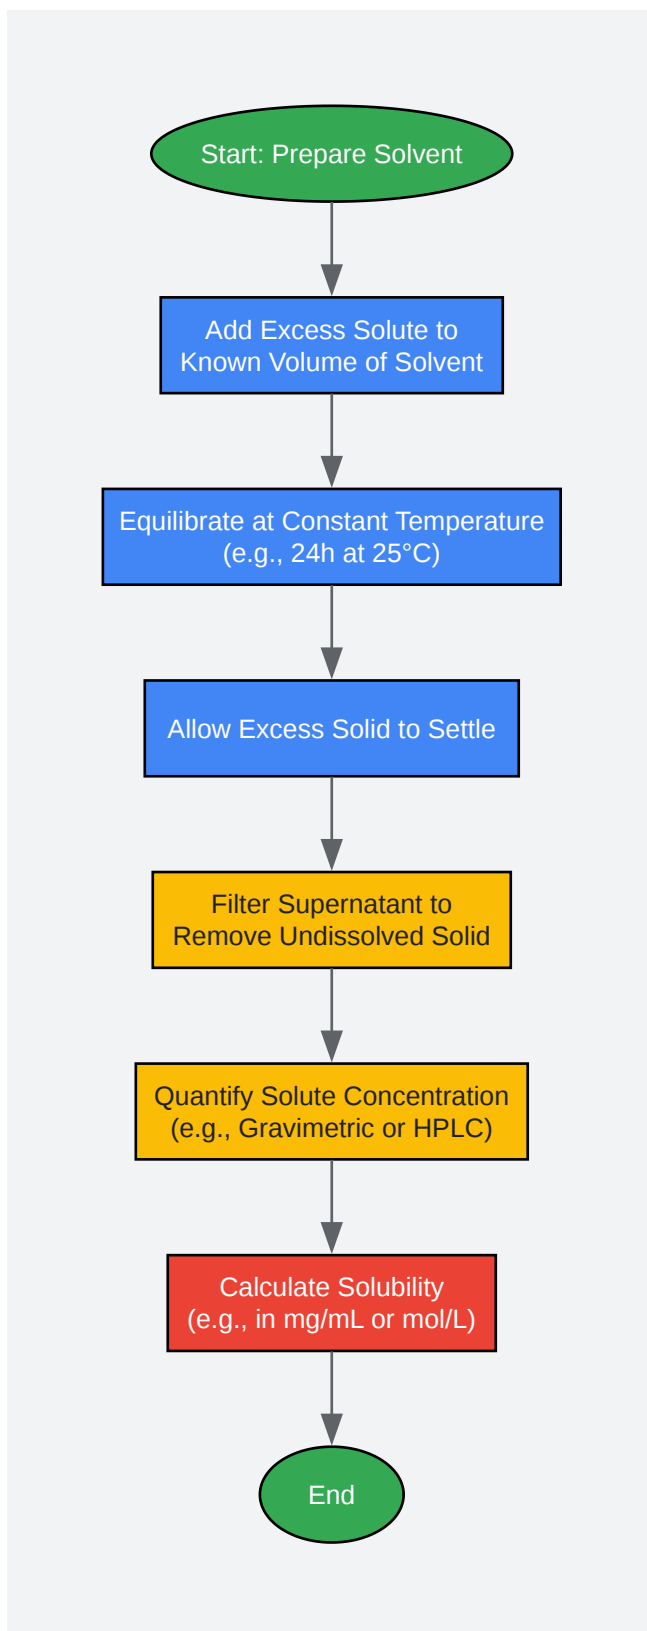 Start: Prepare Solvent
Add Excess Solute to
Known Volume of Solvent
Equilibrate at Constant Temperature
(e.g., 24h at 25°C)
Allow Excess Solid to Settle
Filter Supernatant to
Remove Undissolved Solid
Quantify Solute Concentration
(e.g., Gravimetric or HPLC)
Calculate Solubility
(e.g., in mg/mL or mol/L)
End